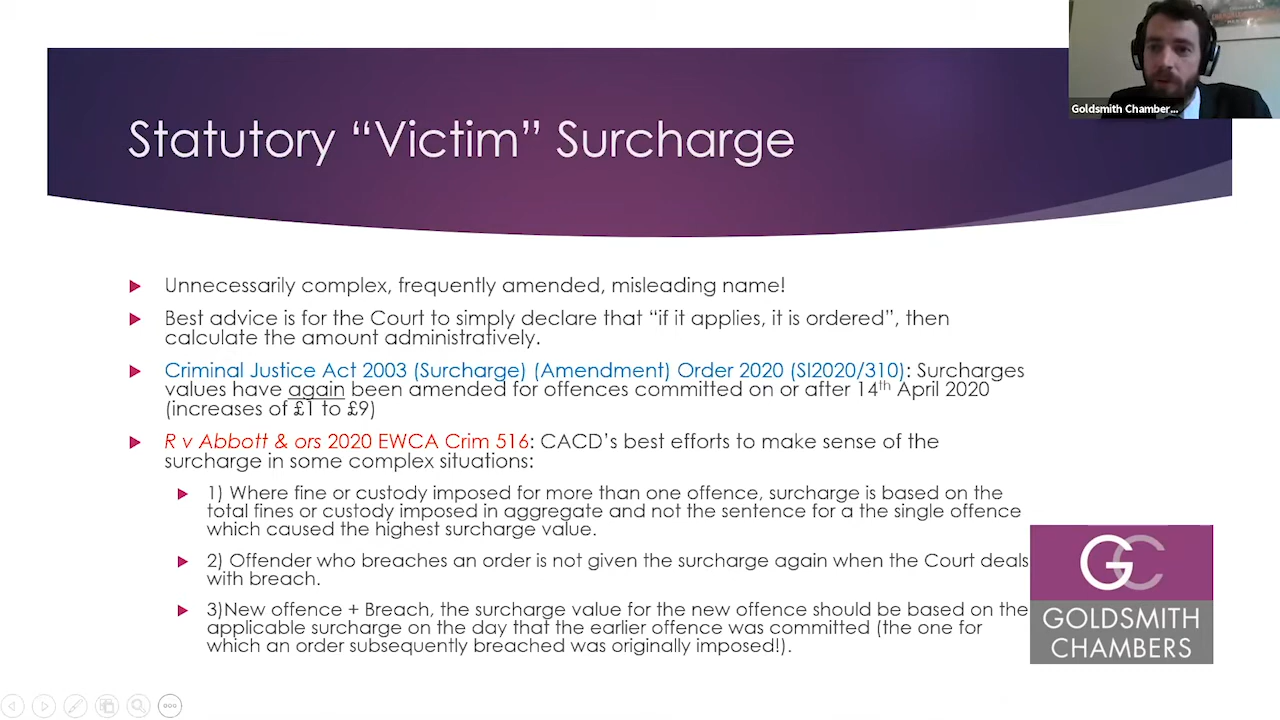 Goldsmith Chamber...
Statutory “Victim” Surcharge
Unnecessarily complex, frequently amended, misleading name!
Best advice is for the Court to simply declare that “if it applies, it is ordered”, then
calculate the amount administratively.
Criminal Justice Act 2003 (Surcharge) (Amendment) Order 2020 (SI2020/310): Surcharges
values have again been amended for offences committed on or after 14th April 2020
(increases of £1 to £9)
R v Abbott & ors 2020 EWCA Crim 516: CACD’s best efforts to make sense of the
surcharge in some complex situations:
1) Where fine or custody imposed for more than one offence, surcharge is based on the
total fines or custody imposed in aggregate and not the sentence for a the single offence
which caused the highest surcharge value.
2) Offender who breaches an order is not given the surcharge again when the Court deals
with breach.
3)New offence + Breach, the surcharge value for the new offence should be based on the
applicable surcharge on the day that the earlier offence was committed (the one for
which an order subsequently breached was originally imposed!).
GC
GOLDSMITH
CHAMBERS